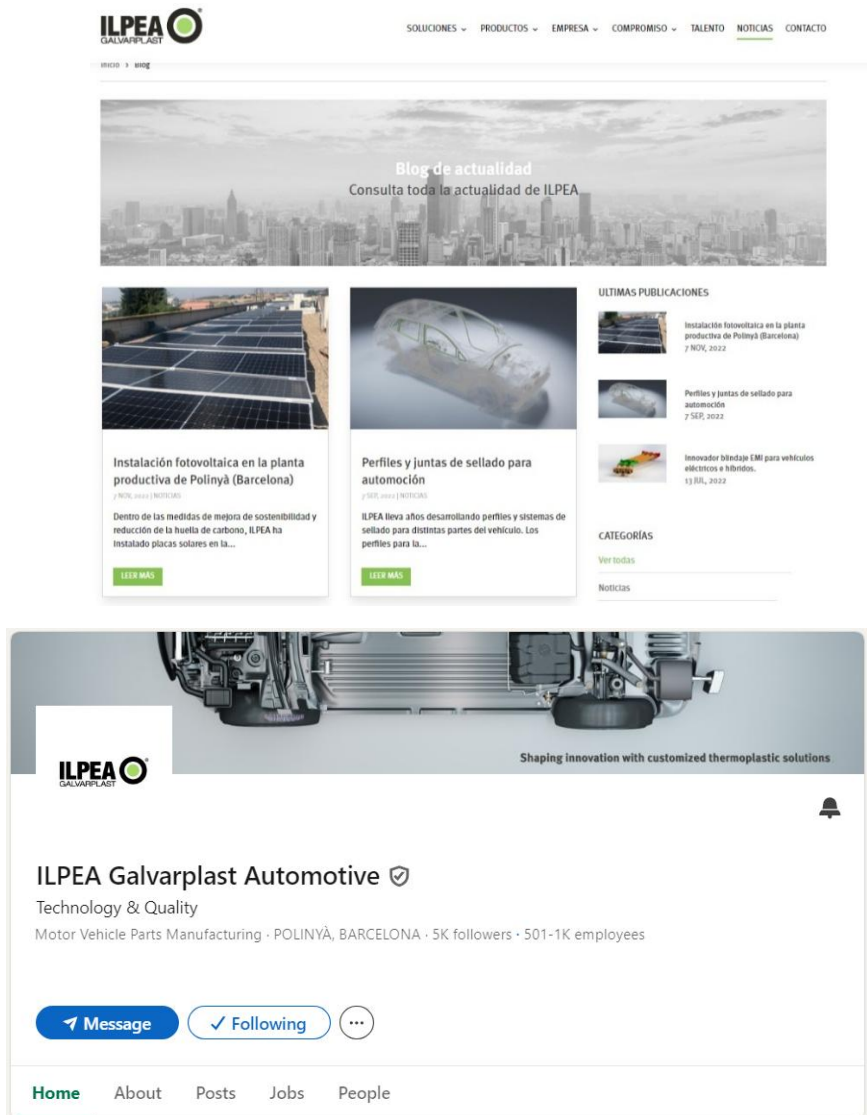 ILPEA
GALVARPLAST
SOLUCIONES PRODUCTOS EMPRESA COMPROMISO TALENTO NOTICIAS CONTACTO
Inicio > Blog
Blog de actualidad
Consulta toda la actualidad de ILPEA
Instalación fotovoltaica en la planta
productiva de Polinyà (Barcelona)
7 NOV, 2022 | NOTICIAS
Dentro de las medidas de mejora de sostenibilidad y
reducción de la huella de carbono, ILPEA ha
instalado placas solares en la...
LEER MÁS
Perfiles y juntas de sellado para
automoción
7 SEP, 2022 | NOTICIAS
ILPEA lleva años desarrollando perfiles y sistemas de
sellado para distintas partes del vehículo. Los
perfiles para la...
LEER MÁS
ULTIMAS PUBLICACIONES
Instalación fotovoltaica en la planta
productiva de Polinyà (Barcelona)
7 NOV, 2022
Perfiles y juntas de sellado para
automoción
7 SEP, 2022
Innovador blindaje EMI para vehículos
eléctricos e híbridos.
13 JUL, 2022
CATEGORÍAS
Ver todas
Noticias
Shaping innovation with customized thermoplastic solutions
ILPEA
GALVARPLAST
ILPEA Galvarplast Automotive
Technology & Quality
Motor Vehicle Parts Manufacturing · POLINYÀ, BARCELONA · 5K followers · 501-1K employees
Message
Following
Home About Posts Jobs People